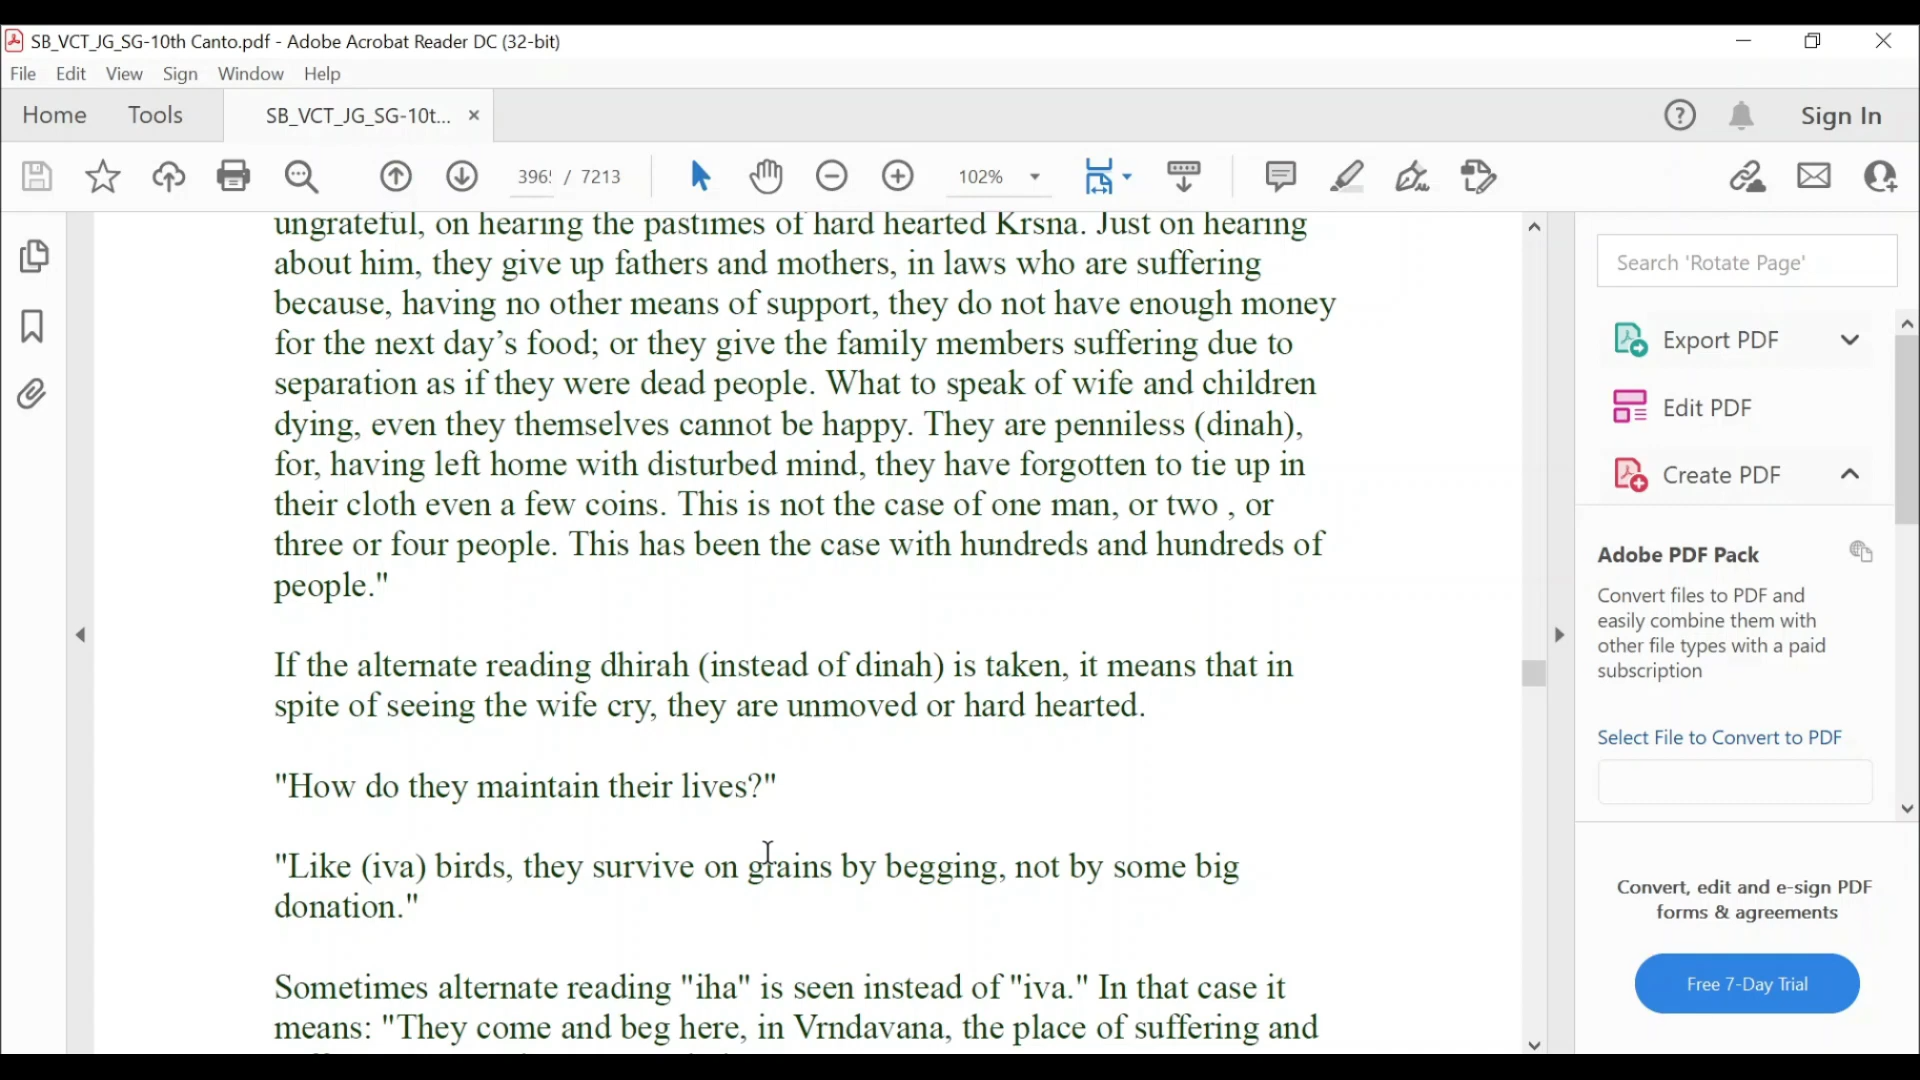 SB_VCT_JG_SG-10th Canto.pdf - Adobe Acrobat Reader DC (32-bit)
File Edit View Sign Window Help
Home Tools SB_VCT_JG_SG-10t... × ? Sign In
396 / 7213 102%
ungrateful, on hearing the pastimes of hard hearted Krsna. Just on hearing
about him, they give up fathers and mothers, in laws who are suffering
because, having no other means of support, they do not have enough money
for the next day’s food; or they give the family members suffering due to
separation as if they were dead people. What to speak of wife and children
dying, even they themselves cannot be happy. They are penniless (dinah),
for, having left home with disturbed mind, they have forgotten to tie up in
their cloth even a few coins. This is not the case of one man, or two , or
three or four people. This has been the case with hundreds and hundreds of
people."
If the alternate reading dhirah (instead of dinah) is taken, it means that in
spite of seeing the wife cry, they are unmoved or hard hearted.
"How do they maintain their lives?"
"Like (iva) birds, they survive on grains by begging, not by some big
donation."
Sometimes alternate reading "iha" is seen instead of "iva." In that case it
means: "They come and beg here, in Vrndavana, the place of suffering and
Search 'Rotate Page'
Export PDF
Edit PDF
Create PDF
Adobe PDF Pack
Convert files to PDF and
easily combine them with
other file types with a paid
subscription
Select File to Convert to PDF
Convert, edit and e-sign PDF
forms & agreements
Free 7-Day Trial